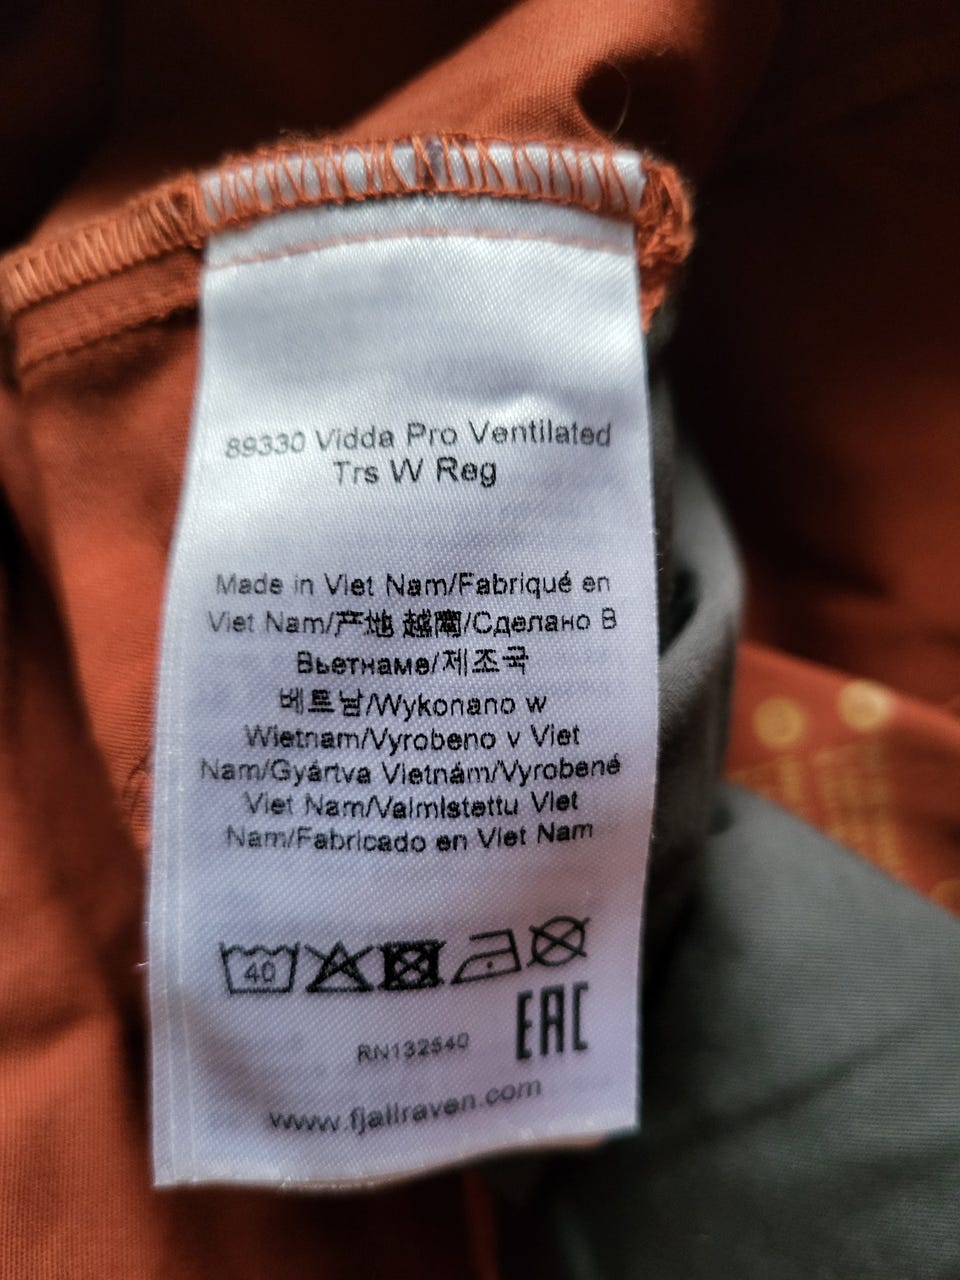 89330 Vidda Pro Ventilated
Trs W Reg
Made in Viet Nam/Fabriqué en
Viet Nam/产地 越南/Сделано В
Вьетнаме/제조국
베트남/Wykonano w
Wietnam/Vyrobeno v Viet
Nam/Gyártva Vietnám/Vyrobené
Viet Nam/Valmistettu Viet
Nam/Fabricado en Viet Nam
40
EAC
RN132540
www.fjallraven.com